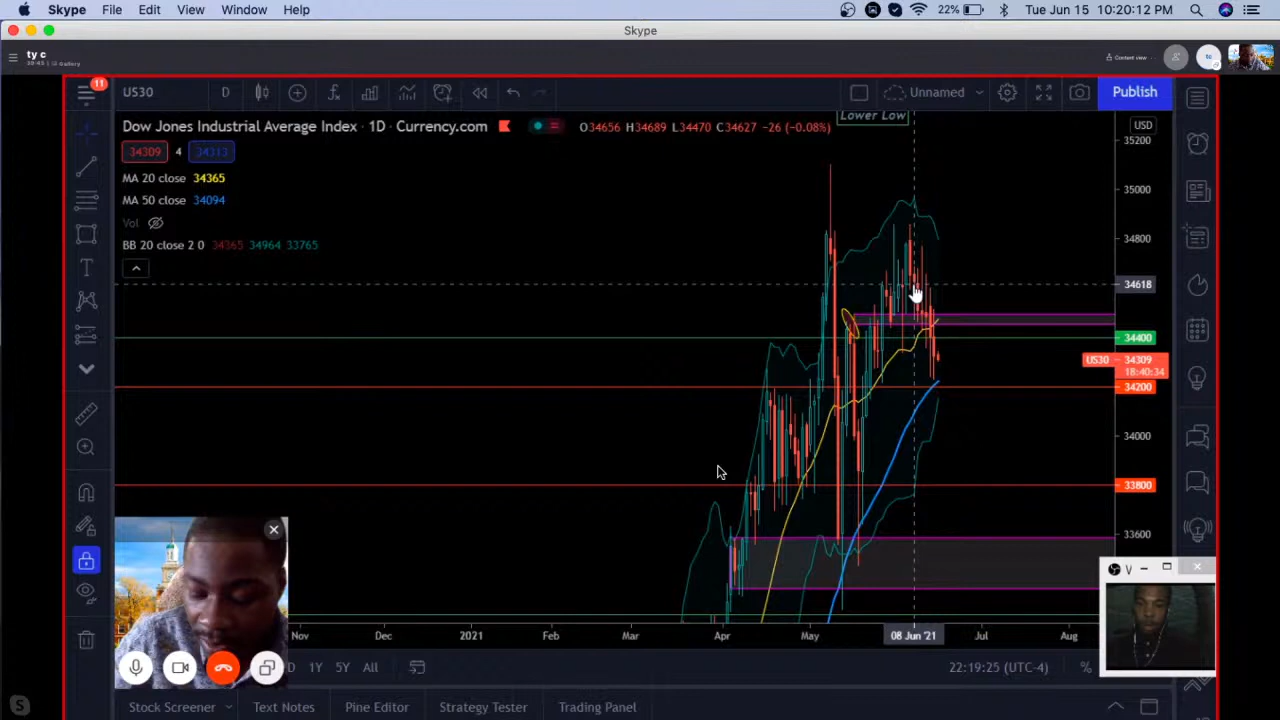 Skype File Edit View Window Help 22% Tue Jun 15 10:20:12 PM
Skype
ty c
Content view
11 US30 D Unnamed Publish
Lower Low
Dow Jones Industrial Average Index · 1D · Currency.com O34656 H34689 L34470 C34627 −26 (−0.08%) USD
34309 4 34313
MA 20 close 34365
MA 50 close 34094
Vol
BB 20 close 2 0 34365 34964 33765
35200
35000
34800
34618
34400
US30 34309
18:40:34
34200
34000
33800
33600
Nov Dec 2021 Feb Mar Apr May 08 Jun '21 Jul Aug
D 1Y 5Y All 22:19:25 (UTC-4) %
Stock Screener Text Notes Pine Editor Strategy Tester Trading Panel